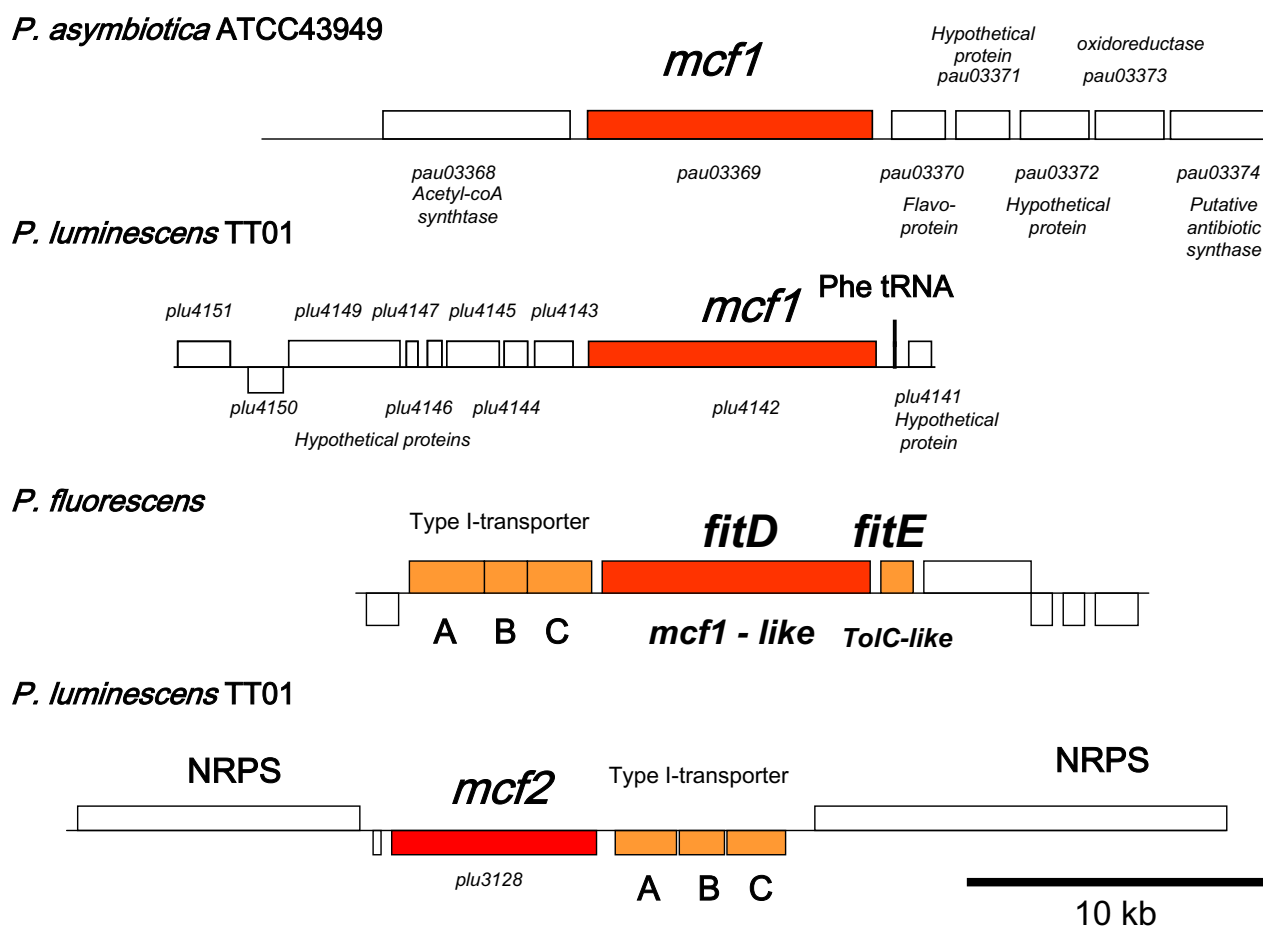 P. asymbiotica ATCC43949
mcf1
Hypothetical
protein
pau03371
oxidoreductase
pau03373
pau03368
Acetyl-coA
synthtase
pau03369
pau03370
Flavo-
protein
pau03372
Hypothetical
protein
pau03374
Putative
antibiotic
synthase
P. luminescens TT01
plu4151
plu4149
plu4147
plu4145
plu4143
mcf1
Phe tRNA
plu4150
plu4146
plu4144
plu4142
plu4141
Hypothetical
protein
Hypothetical proteins
P. fluorescens
Type I-transporter
fitD
fitE
A
B
C
mcf1 - like
TolC-like
P. luminescens TT01
NRPS
mcf2
Type I-transporter
NRPS
plu3128
A
B
C
10 kb